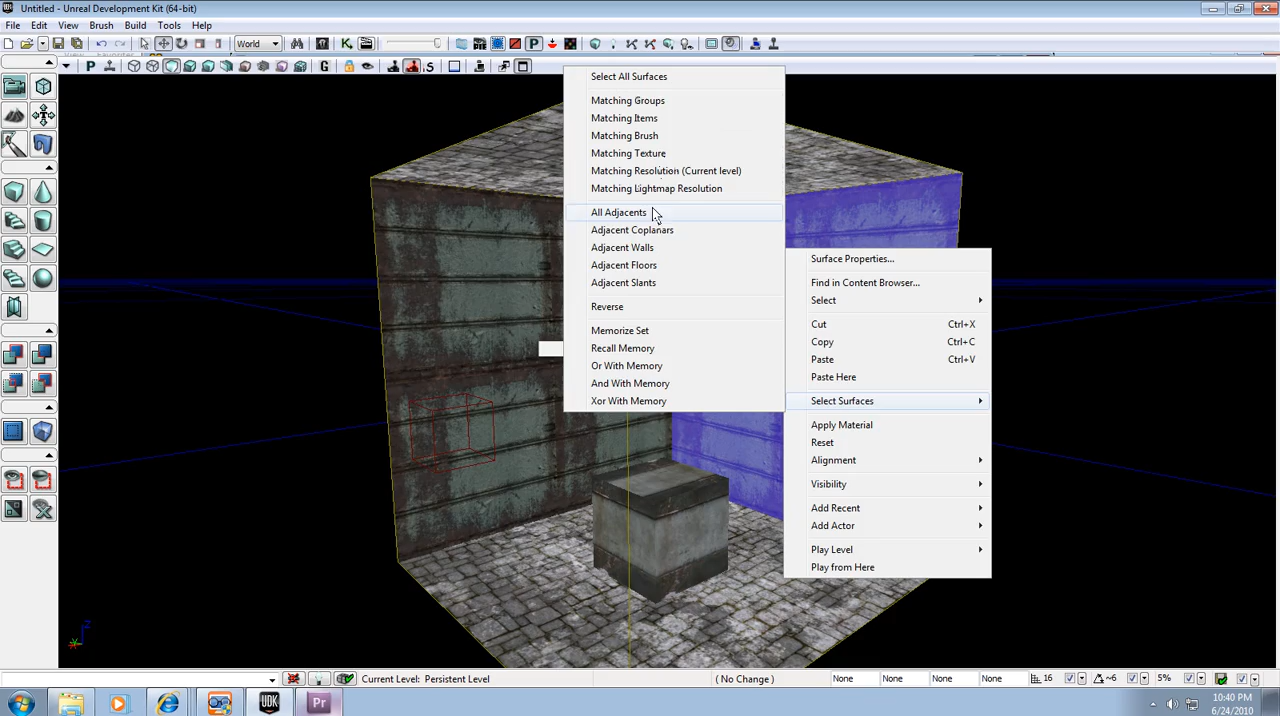 Untitled - Unreal Development Kit (64-bit)
File Edit View Brush Build Tools Help
World
P
P G S
Select All Surfaces
Matching Groups
Matching Items
Matching Brush
Matching Texture
Matching Resolution (Current level)
Matching Lightmap Resolution
All Adjacents
Adjacent Coplanars
Adjacent Walls
Adjacent Floors
Adjacent Slants
Reverse
Memorize Set
Recall Memory
Or With Memory
And With Memory
Xor With Memory
Surface Properties...
Find in Content Browser...
Select
Cut Ctrl+X
Copy Ctrl+C
Paste Ctrl+V
Paste Here
Select Surfaces
Apply Material
Reset
Alignment
Visibility
Add Recent
Add Actor
Play Level
Play from Here
Z
Current Level: Persistent Level
( No Change )
None None None None 16 ~6 5%
UDK
Pr
10:40 PM
6/24/2010